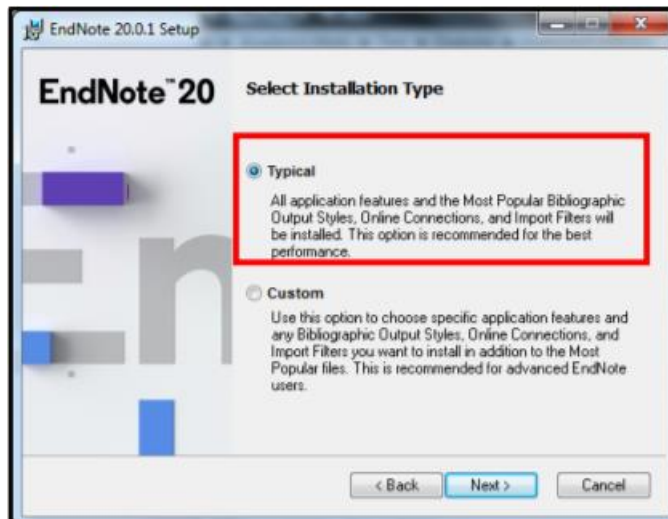 EndNote 20.0.1 Setup
EndNote™ 20
Select Installation Type
Typical
All application features and the Most Popular Bibliographic
Output Styles, Online Connections, and Import Filters will
be installed. This option is recommended for the best
performance.
Custom
Use this option to choose specific application features and
any Bibliographic Output Styles, Online Connections, and
Import Filters you want to install in addition to the Most
Popular files. This is recommended for advanced EndNote
users.
< Back
Next >
Cancel